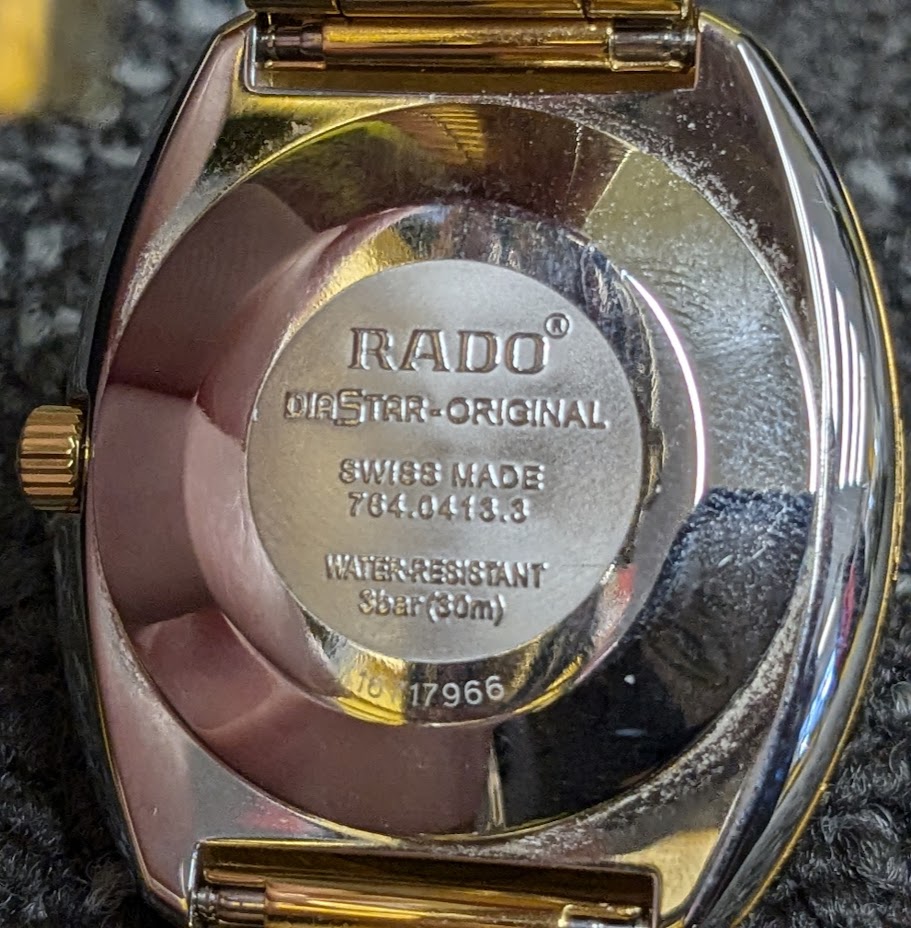 RADO®
DIASTAR-ORIGINAL
SWISS MADE
764.0413.3
WATER-RESISTANT
3bar(30m)
17966